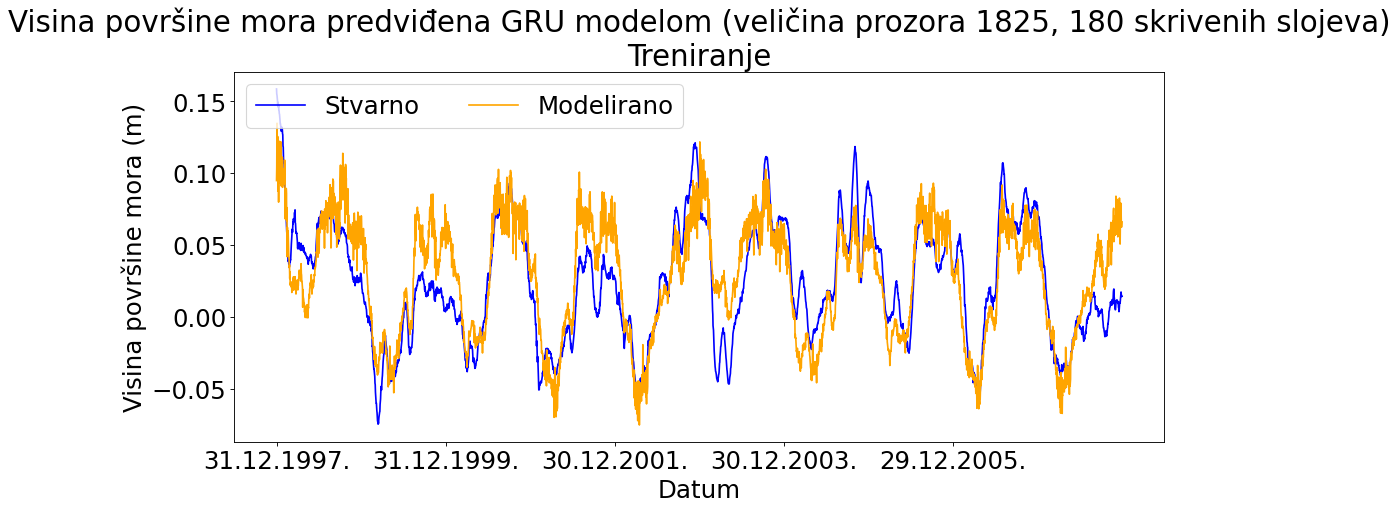 Visina površine mora predviđena GRU modelom (veličina prozora 1825, 180 skrivenih slojeva)
Treniranje
Stvarno
Modelirano
Visina površine mora (m)
0.15
0.10
0.05
0.00
−0.05
31.12.1997.
31.12.1999.
30.12.2001.
30.12.2003.
29.12.2005.
Datum